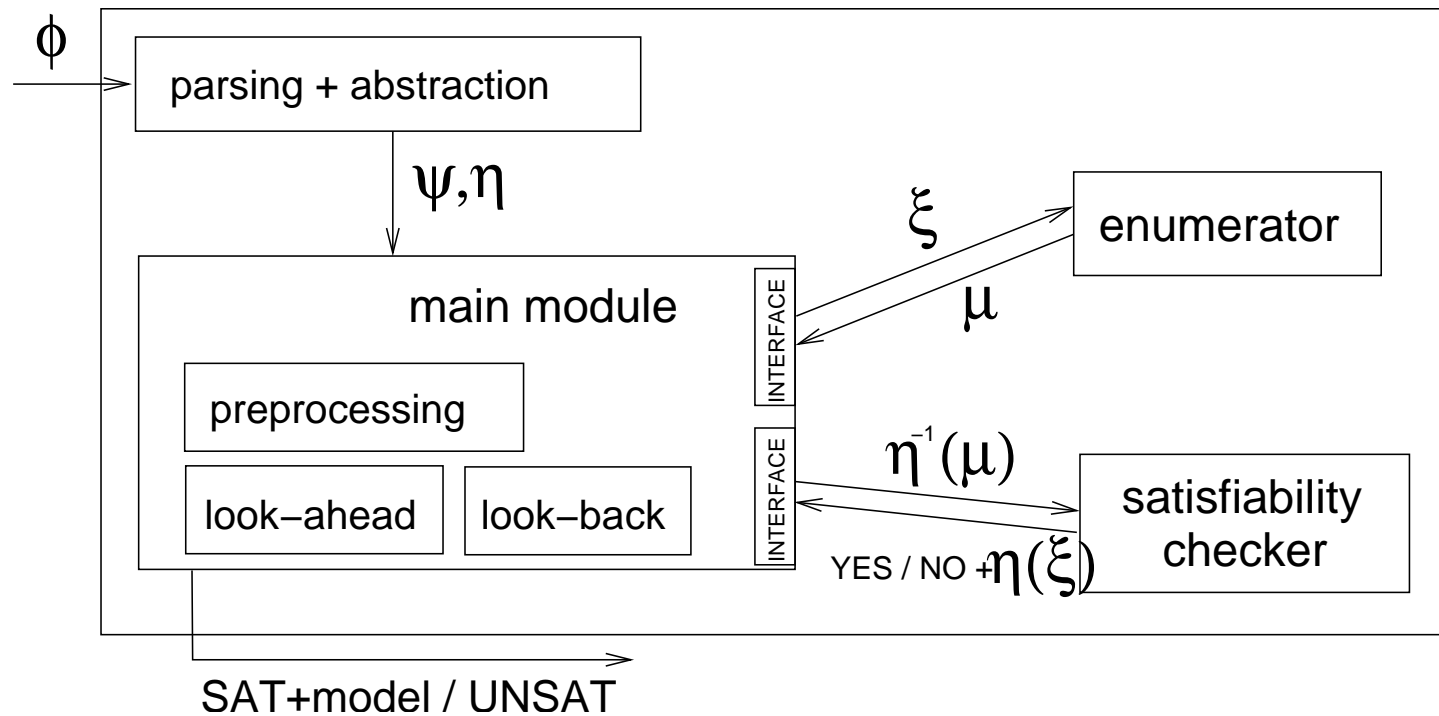 ϕ
parsing + abstraction
ψ,η
ξ
enumerator
μ
main module
INTERFACE
preprocessing
look–ahead
look–back
INTERFACE
η⁻¹(μ)
satisfiability
checker
YES / NO +η(ξ)
SAT+model / UNSAT